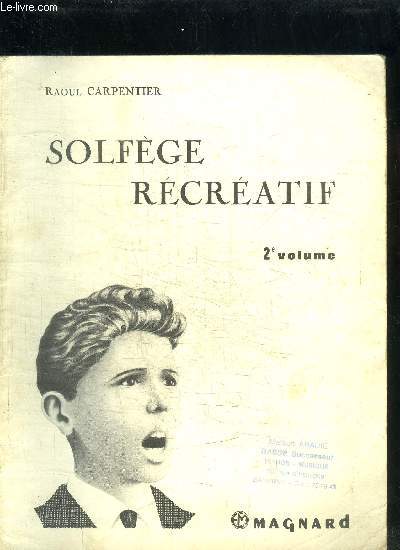 Le-livre.com
RAOUL CARPENTIER
SOLFÈGE
RÉCRÉATIF
2e volume
MAGNARD